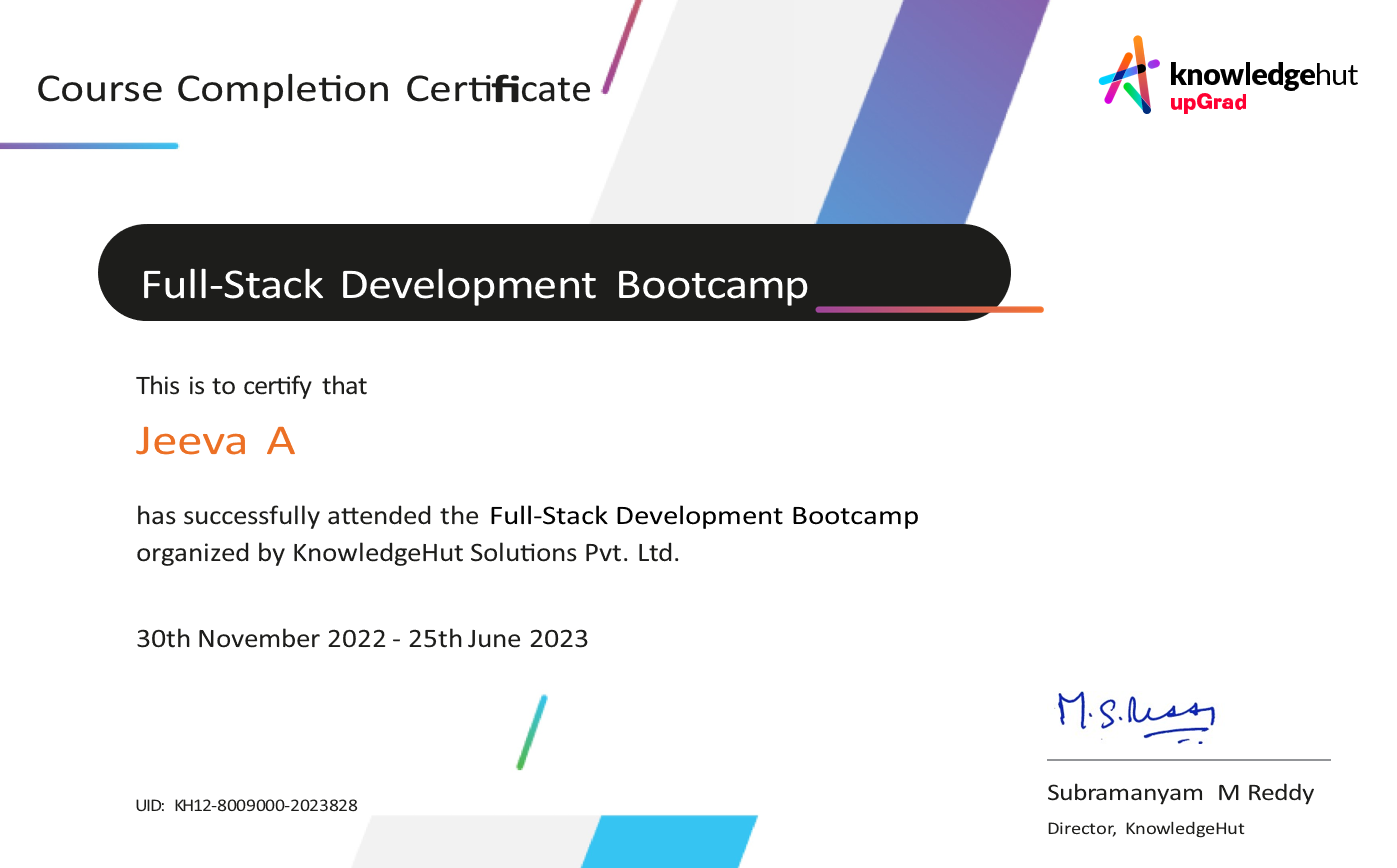 Course Completion Certificate
knowledgehut
upGrad
Full-Stack Development Bootcamp
This is to certify that
Jeeva A
has successfully attended the Full-Stack Development Bootcamp
organized by KnowledgeHut Solutions Pvt. Ltd.
30th November 2022 - 25th June 2023
M.S.Reddy
Subramanyam M Reddy
Director, KnowledgeHut
UID: KH12-8009000-2023828